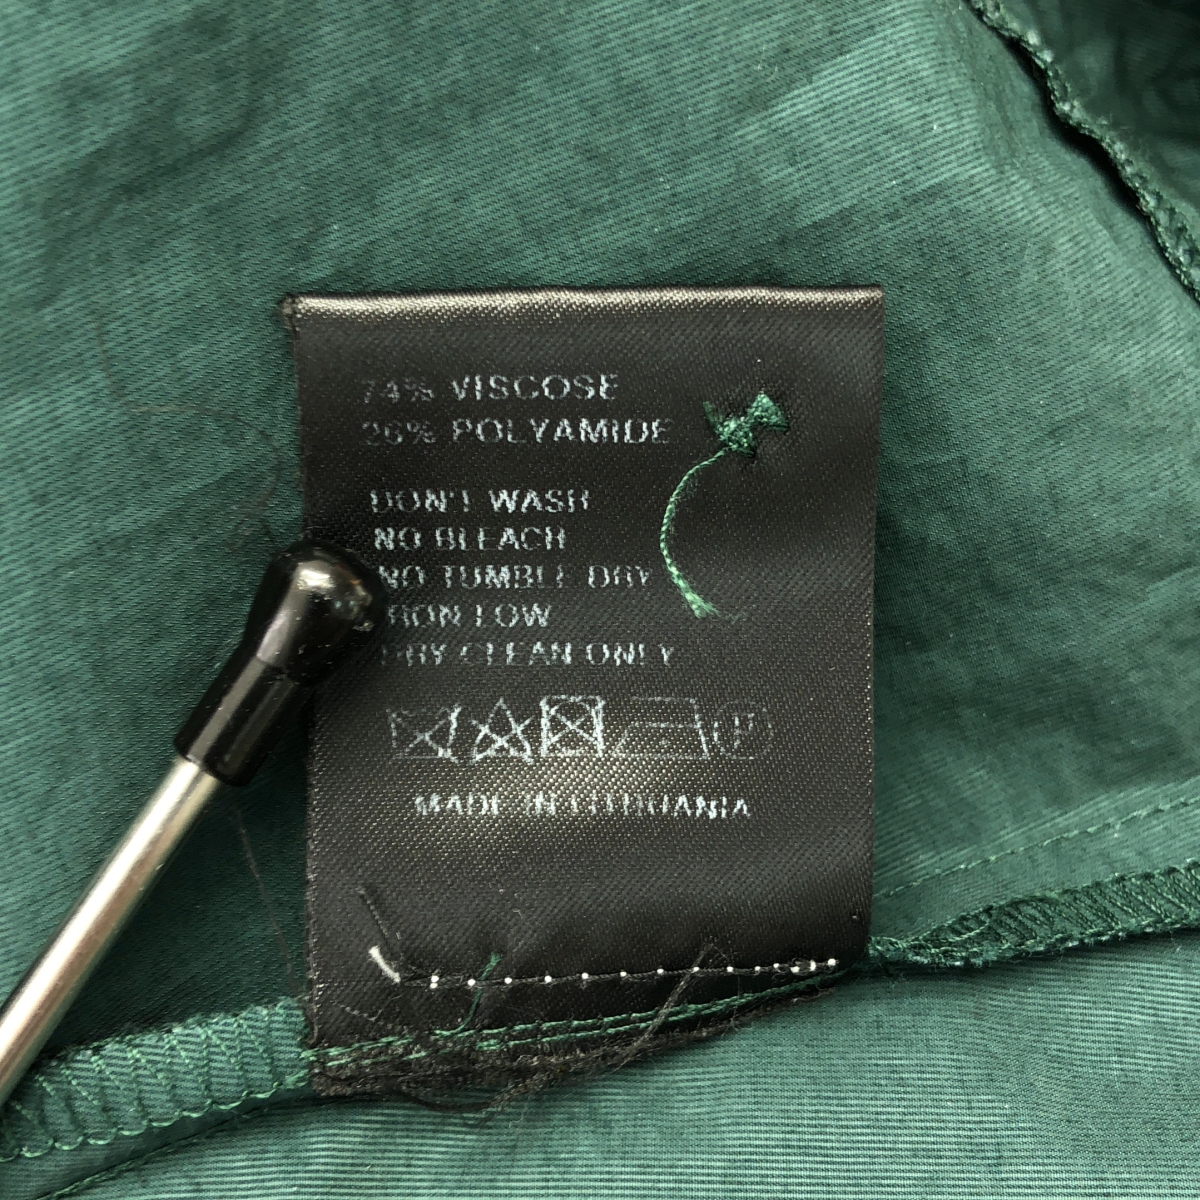 74% VISCOSE
26% POLYAMIDE
DON'T WASH
NO BLEACH
NO TUMBLE DRY
IRON LOW
DRY CLEAN ONLY
P
MADE IN LITHUANIA